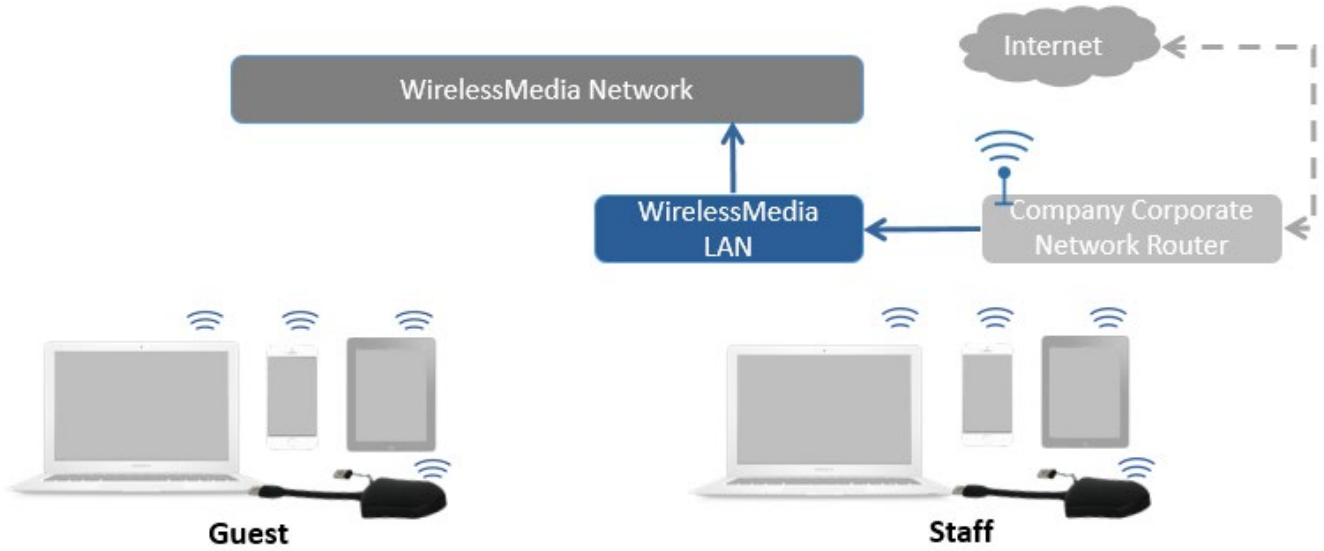 Internet
WirelessMedia Network
WirelessMedia
LAN
Company Corporate
Network Router
Guest
Staff